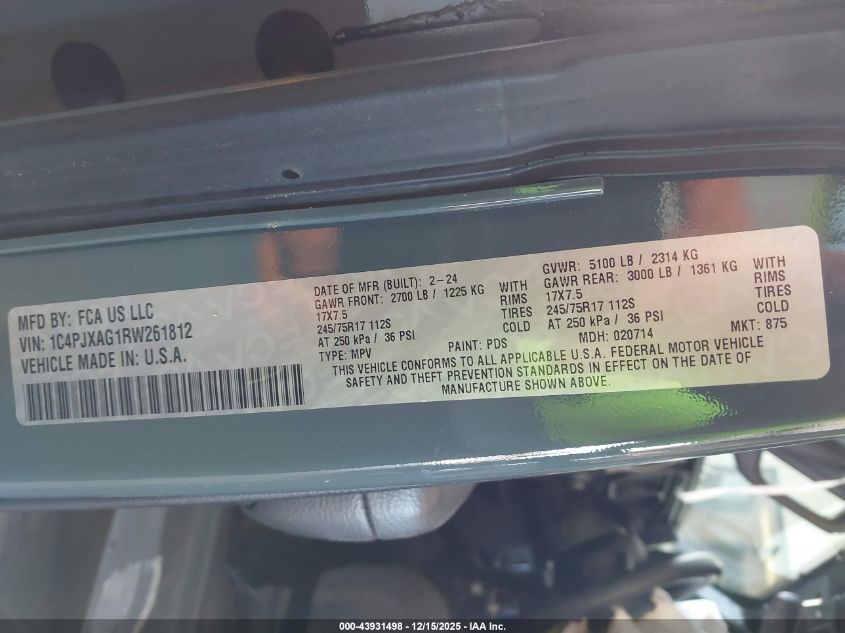 MFD BY: FCA US LLC
VIN: 1C4PJXAG1RW261812
VEHICLE MADE IN: U.S.A.
DATE OF MFR (BUILT): 2-24
GAWR FRONT: 2700 LB / 1225 KG WITH
17X7.5 RIMS
245/75R17 112S TIRES
AT 250 kPa / 36 PSI COLD
TYPE: MPV PAINT: PDS
GVWR: 5100 LB / 2314 KG
GAWR REAR: 3000 LB / 1361 KG WITH
17X7.5 RIMS
245/75R17 112S TIRES
AT 250 kPa / 36 PSI COLD
MDH: 020714 MKT: 875
THIS VEHICLE CONFORMS TO ALL APPLICABLE U.S.A. FEDERAL MOTOR VEHICLE
SAFETY AND THEFT PREVENTION STANDARDS IN EFFECT ON THE DATE OF
MANUFACTURE SHOWN ABOVE.
000-43931498 - 12/15/2025 - IAA Inc.